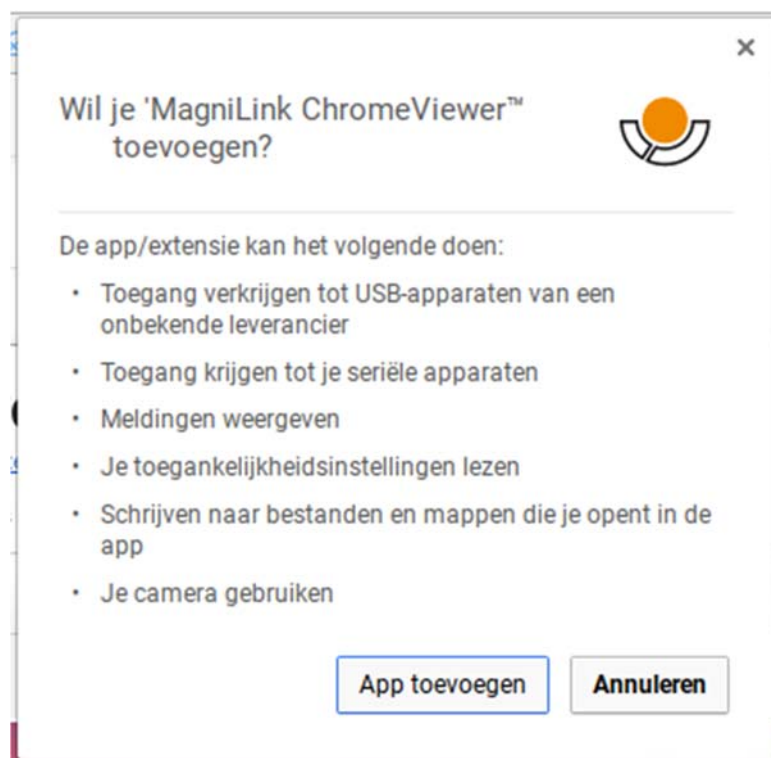 Wil je 'MagniLink ChromeViewer™
toevoegen?
De app/extensie kan het volgende doen:
• Toegang verkrijgen tot USB-apparaten van een
onbekende leverancier
• Toegang krijgen tot je seriële apparaten
• Meldingen weergeven
• Je toegankelijkheidsinstellingen lezen
• Schrijven naar bestanden en mappen die je opent in de
app
• Je camera gebruiken
App toevoegen
Annuleren